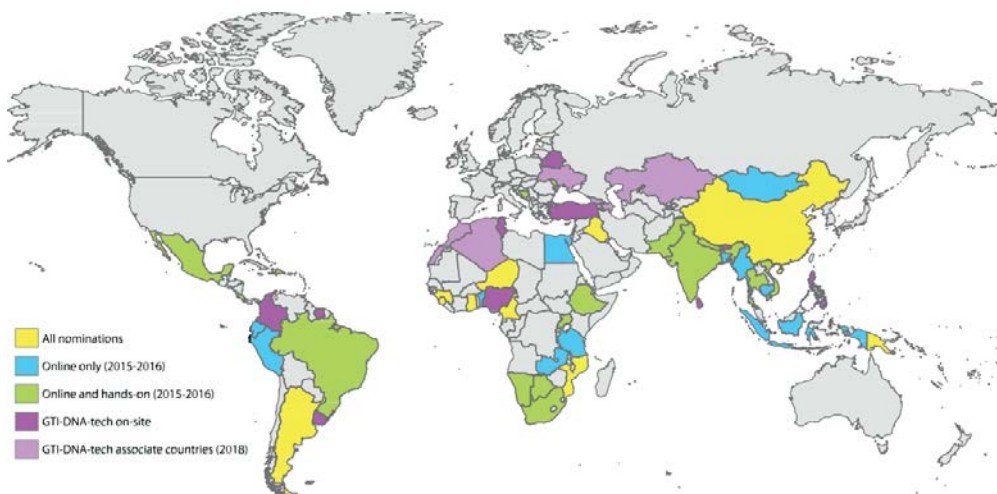 All nominations
Online only (2015-2016)
Online and hands-on (2015-2016)
GTI-DNA-tech on-site
GTI-DNA-tech associate countries (2018)